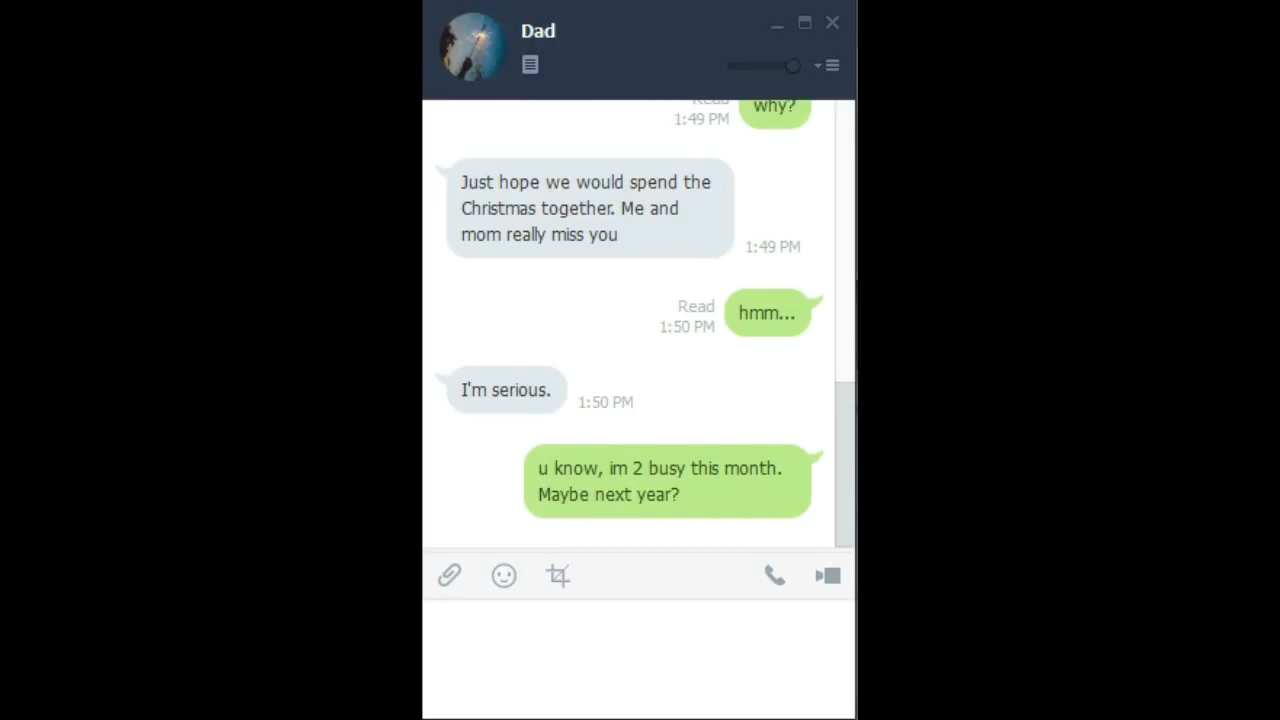 Dad
Read
why?
1:49 PM
Just hope we would spend the
Christmas together. Me and
mom really miss you
1:49 PM
Read
1:50 PM
hmm...
I'm serious.
1:50 PM
u know, im 2 busy this month.
Maybe next year?